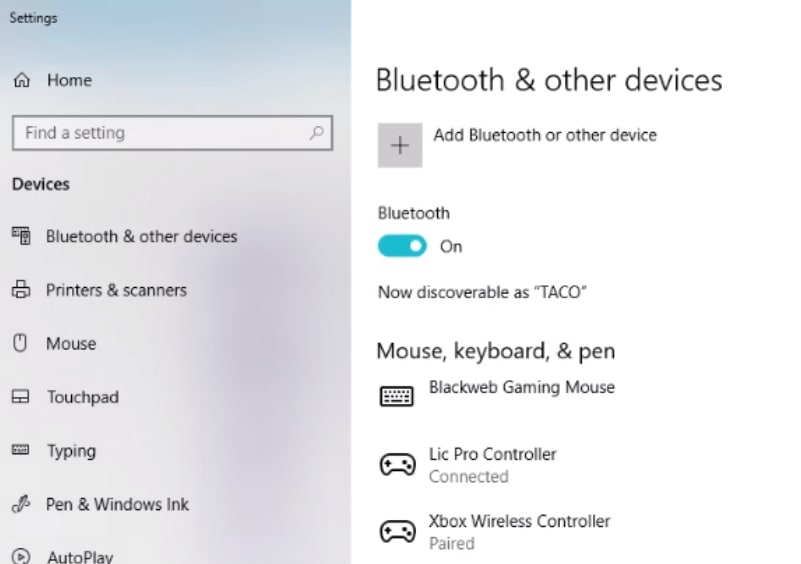 Settings
Home
Find a setting
Devices
Bluetooth & other devices
Printers & scanners
Mouse
Touchpad
Typing
Pen & Windows Ink
AutoPlay
Bluetooth & other devices
Add Bluetooth or other device
Bluetooth
On
Now discoverable as “TACO”
Mouse, keyboard, & pen
Blackweb Gaming Mouse
Lic Pro Controller
Connected
Xbox Wireless Controller
Paired